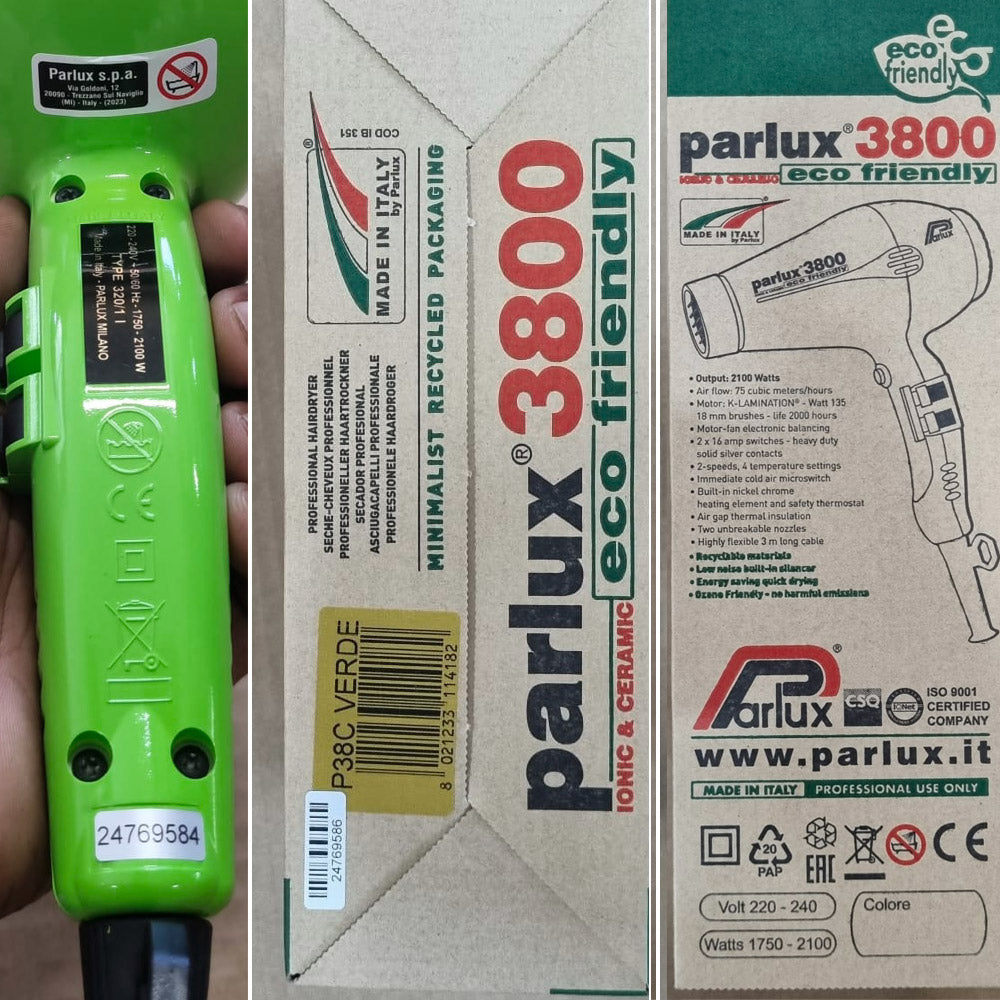 Parlux s.p.a.
Via Goldoni, 12
20090 - Trezzano Sul Naviglio
(MI) - Italy - (2023)
220 - 240V ~ 50/60 Hz - 1750 - 2100 W
TYPE 320/1 I
Made in Italy - PARLUX MILANO
CE
24769584
COD IB 351
®
MADE IN ITALY
by Parlux
PROFESSIONAL HAIRDRYER
SECHE-CHEVEUX PROFESSIONNEL
PROFESSIONELLER HAARTROCKNER
SECADOR PROFESIONAL
ASCIUGACAPELLI PROFESSIONALE
PROFESSIONELE HAARDROGER
MINIMALIST RECYCLED PACKAGING
parlux® 3800
IONIC & CERAMIC eco friendly
P38C VERDE
8 021233 114182
24769586
eco
friendly
parlux® 3800
IONIC & CERAMIC eco friendly
MADE IN ITALY
by Parlux
Parlux
parlux 3800
eco friendly
• Output: 2100 Watts
• Air flow: 75 cubic meters/hours
• Motor: K-LAMINATION® - Watt 135
18 mm brushes - life 2000 hours
• Motor-fan electronic balancing
• 2 x 16 amp switches - heavy duty
solid silver contacts
• 2-speeds, 4 temperature settings
• Immediate cold air microswitch
• Built-in nickel chrome
heating element and safety thermostat
• Air gap thermal insulation
• Two unbreakable nozzles
• Highly flexible 3 m long cable
• Recyclable materials
• Low noise built-in silencer
• Energy saving quick drying
• Ozone Friendly - no harmful emissions
Parlux®
CSQ
IQNet
ISO 9001
CERTIFIED
COMPANY
www.parlux.it
MADE IN ITALY PROFESSIONAL USE ONLY
20
PAP
EAC
CE
Volt 220 - 240
Colore
Watts 1750 - 2100